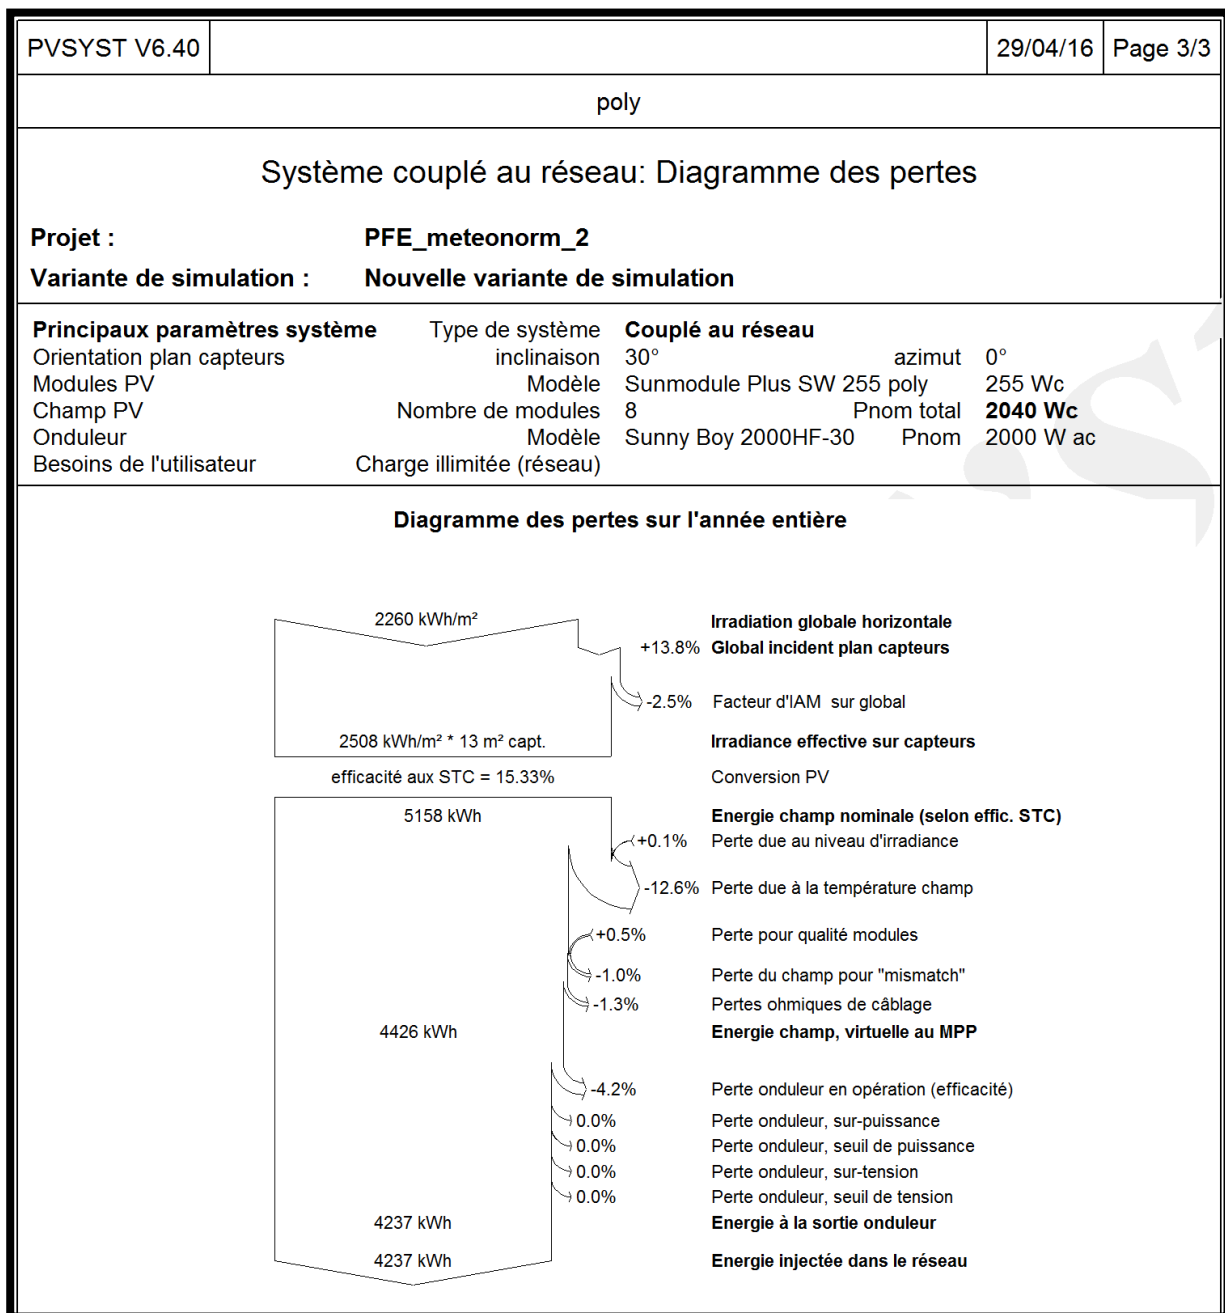 PVSYST V6.40 29/04/16 Page 3/3
poly
Système couplé au réseau: Diagramme des pertes
Projet : PFE_meteonorm_2
Variante de simulation : Nouvelle variante de simulation
Principaux paramètres système Type de système Couplé au réseau
Orientation plan capteurs inclinaison 30° azimut 0°
Modules PV Modèle Sunmodule Plus SW 255 poly 255 Wc
Champ PV Nombre de modules 8 Pnom total 2040 Wc
Onduleur Modèle Sunny Boy 2000HF-30 Pnom 2000 W ac
Besoins de l'utilisateur Charge illimitée (réseau)
Diagramme des pertes sur l'année entière
2260 kWh/m² Irradiation globale horizontale
+13.8% Global incident plan capteurs
-2.5% Facteur d'IAM sur global
2508 kWh/m² * 13 m² capt. Irradiance effective sur capteurs
efficacité aux STC = 15.33% Conversion PV
5158 kWh Energie champ nominale (selon effic. STC)
+0.1% Perte due au niveau d'irradiance
-12.6% Perte due à la température champ
+0.5% Perte pour qualité modules
-1.0% Perte du champ pour "mismatch"
-1.3% Pertes ohmiques de câblage
4426 kWh Energie champ, virtuelle au MPP
-4.2% Perte onduleur en opération (efficacité)
0.0% Perte onduleur, sur-puissance
0.0% Perte onduleur, seuil de puissance
0.0% Perte onduleur, sur-tension
0.0% Perte onduleur, seuil de tension
4237 kWh Energie à la sortie onduleur
4237 kWh Energie injectée dans le réseau